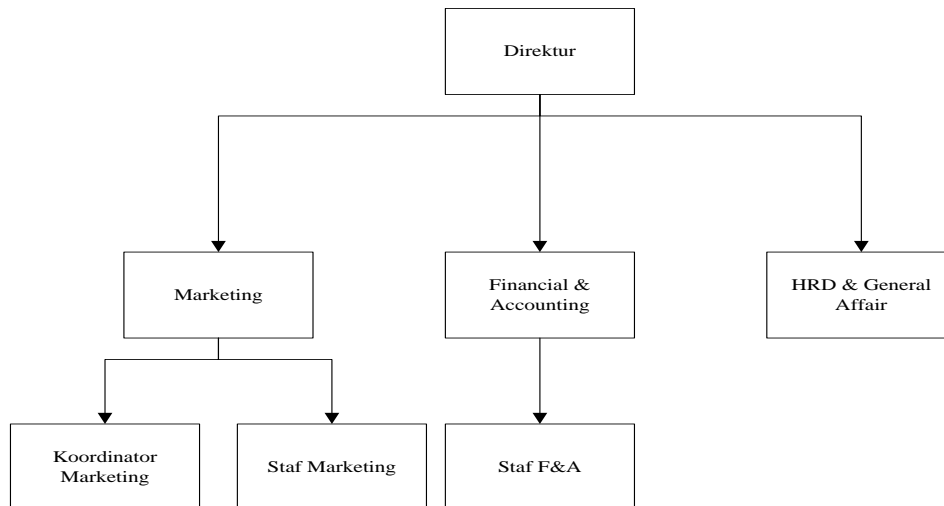 Direktur
Marketing
Financial &
Accounting
HRD & General
Affair
Koordinator
Marketing
Staf Marketing
Staf F&A